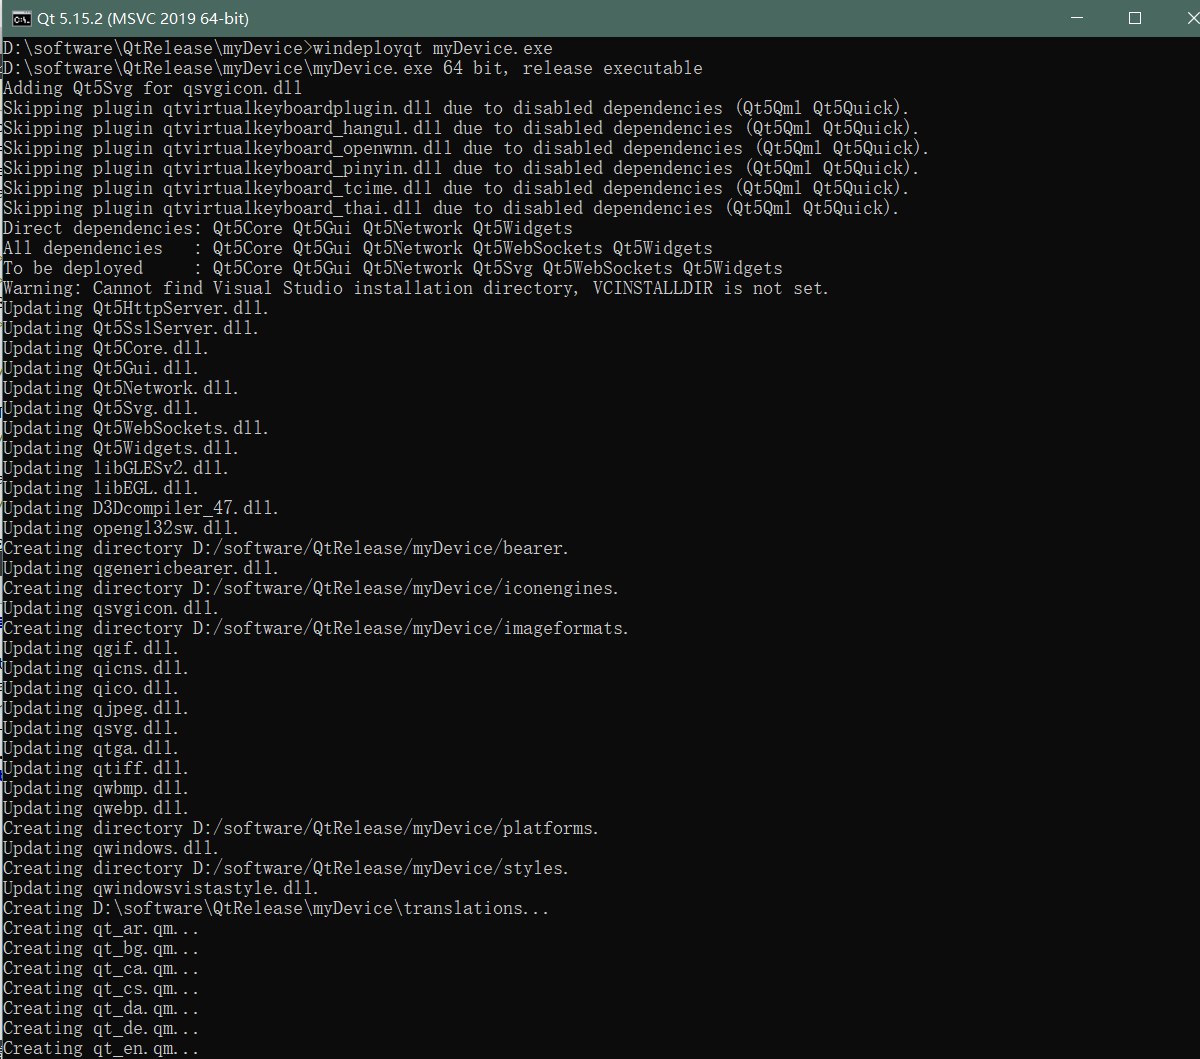 Qt 5.15.2 (MSVC 2019 64-bit)
D:\software\QtRelease\myDevice>windeployqt myDevice.exe
D:\software\QtRelease\myDevice\myDevice.exe 64 bit, release executable
Adding Qt5Svg for qsvgicon.dll
Skipping plugin qtvirtualkeyboardplugin.dll due to disabled dependencies (Qt5Qml Qt5Quick).
Skipping plugin qtvirtualkeyboard_hangul.dll due to disabled dependencies (Qt5Qml Qt5Quick).
Skipping plugin qtvirtualkeyboard_openwnn.dll due to disabled dependencies (Qt5Qml Qt5Quick).
Skipping plugin qtvirtualkeyboard_pinyin.dll due to disabled dependencies (Qt5Qml Qt5Quick).
Skipping plugin qtvirtualkeyboard_tcime.dll due to disabled dependencies (Qt5Qml Qt5Quick).
Skipping plugin qtvirtualkeyboard_thai.dll due to disabled dependencies (Qt5Qml Qt5Quick).
Direct dependencies: Qt5Core Qt5Gui Qt5Network Qt5Widgets
All dependencies   : Qt5Core Qt5Gui Qt5Network Qt5WebSockets Qt5Widgets
To be deployed     : Qt5Core Qt5Gui Qt5Network Qt5Svg Qt5WebSockets Qt5Widgets
Warning: Cannot find Visual Studio installation directory, VCINSTALLDIR is not set.
Updating Qt5HttpServer.dll.
Updating Qt5SslServer.dll.
Updating Qt5Core.dll.
Updating Qt5Gui.dll.
Updating Qt5Network.dll.
Updating Qt5Svg.dll.
Updating Qt5WebSockets.dll.
Updating Qt5Widgets.dll.
Updating libGLESv2.dll.
Updating libEGL.dll.
Updating D3Dcompiler_47.dll.
Updating opengl32sw.dll.
Creating directory D:/software/QtRelease/myDevice/bearer.
Updating qgenericbearer.dll.
Creating directory D:/software/QtRelease/myDevice/iconengines.
Updating qsvgicon.dll.
Creating directory D:/software/QtRelease/myDevice/imageformats.
Updating qgif.dll.
Updating qicns.dll.
Updating qico.dll.
Updating qjpeg.dll.
Updating qsvg.dll.
Updating qtga.dll.
Updating qtiff.dll.
Updating qwbmp.dll.
Updating qwebp.dll.
Creating directory D:/software/QtRelease/myDevice/platforms.
Updating qwindows.dll.
Creating directory D:/software/QtRelease/myDevice/styles.
Updating qwindowsvistastyle.dll.
Creating D:\software\QtRelease\myDevice\translations...
Creating qt_ar.qm...
Creating qt_bg.qm...
Creating qt_ca.qm...
Creating qt_cs.qm...
Creating qt_da.qm...
Creating qt_de.qm...
Creating qt_en.qm...